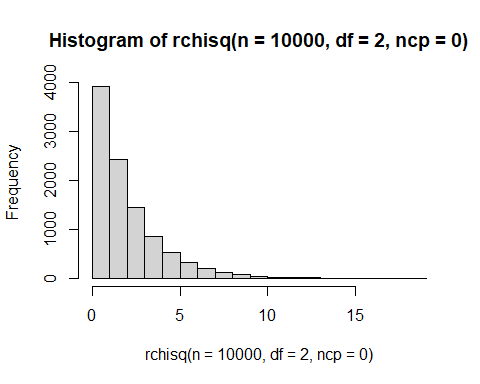 Histogram of rchisq(n = 10000, df = 2, ncp = 0)
Frequency
4000
3000
2000
1000
0
0 5 10 15
rchisq(n = 10000, df = 2, ncp = 0)